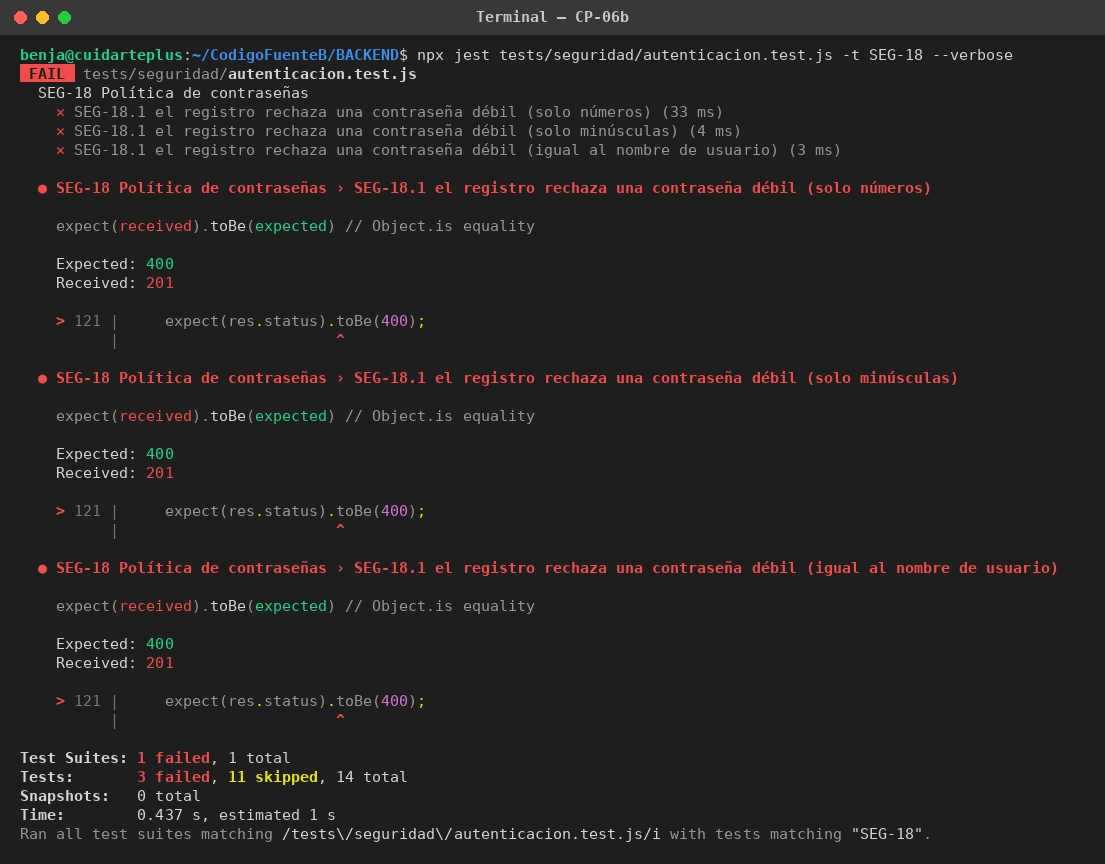 Terminal — CP-06b
benja@cuidarteplus:~/CodigoFuenteB/BACKEND$ npx jest tests/seguridad/autenticacion.test.js -t SEG-18 --verbose
FAIL tests/seguridad/autenticacion.test.js
SEG-18 Política de contraseñas
✕ SEG-18.1 el registro rechaza una contraseña débil (solo números) (33 ms)
✕ SEG-18.1 el registro rechaza una contraseña débil (solo minúsculas) (4 ms)
✕ SEG-18.1 el registro rechaza una contraseña débil (igual al nombre de usuario) (3 ms)
● SEG-18 Política de contraseñas › SEG-18.1 el registro rechaza una contraseña débil (solo números)
expect(received).toBe(expected) // Object.is equality
Expected: 400
Received: 201
> 121 |     expect(res.status).toBe(400);
|                        ^
● SEG-18 Política de contraseñas › SEG-18.1 el registro rechaza una contraseña débil (solo minúsculas)
expect(received).toBe(expected) // Object.is equality
Expected: 400
Received: 201
> 121 |     expect(res.status).toBe(400);
|                        ^
● SEG-18 Política de contraseñas › SEG-18.1 el registro rechaza una contraseña débil (igual al nombre de usuario)
expect(received).toBe(expected) // Object.is equality
Expected: 400
Received: 201
> 121 |     expect(res.status).toBe(400);
|                        ^
Test Suites: 1 failed, 1 total
Tests:       3 failed, 11 skipped, 14 total
Snapshots:   0 total
Time:        0.437 s, estimated 1 s
Ran all test suites matching /tests\/seguridad\/autenticacion.test.js/i with tests matching "SEG-18".